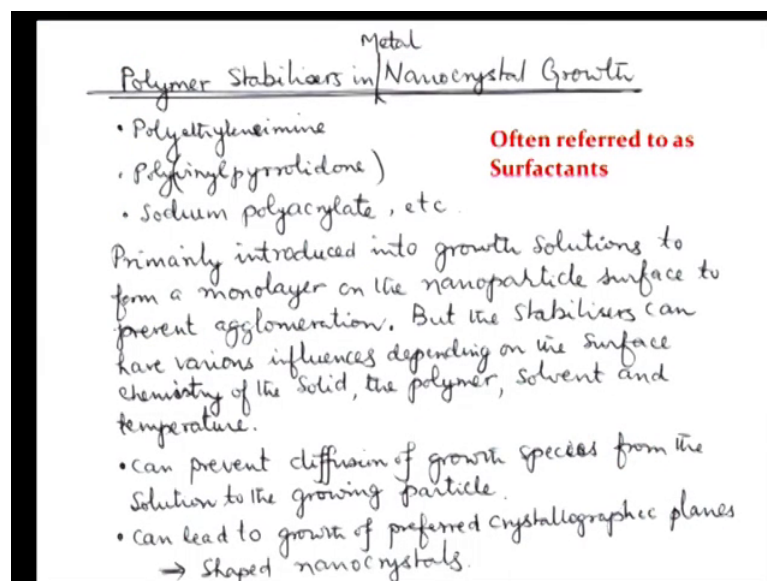 Metal
Polymer Stabilisers in Nanocrystal Growth
• Polyethyleneimine
• Poly(vinylpyrrolidone)
• Sodium polyacrylate, etc.
Often referred to as
Surfactants
Primarily introduced into growth solutions to
form a monolayer on the nanoparticle surface to
prevent agglomeration. But the stabilisers can
have various influences depending on the surface
chemistry of the solid, the polymer, solvent and
temperature.
• can prevent diffusion of growth species from the
solution to the growing particle.
• can lead to growth of preferred crystallographic planes
→ shaped nanocrystals.